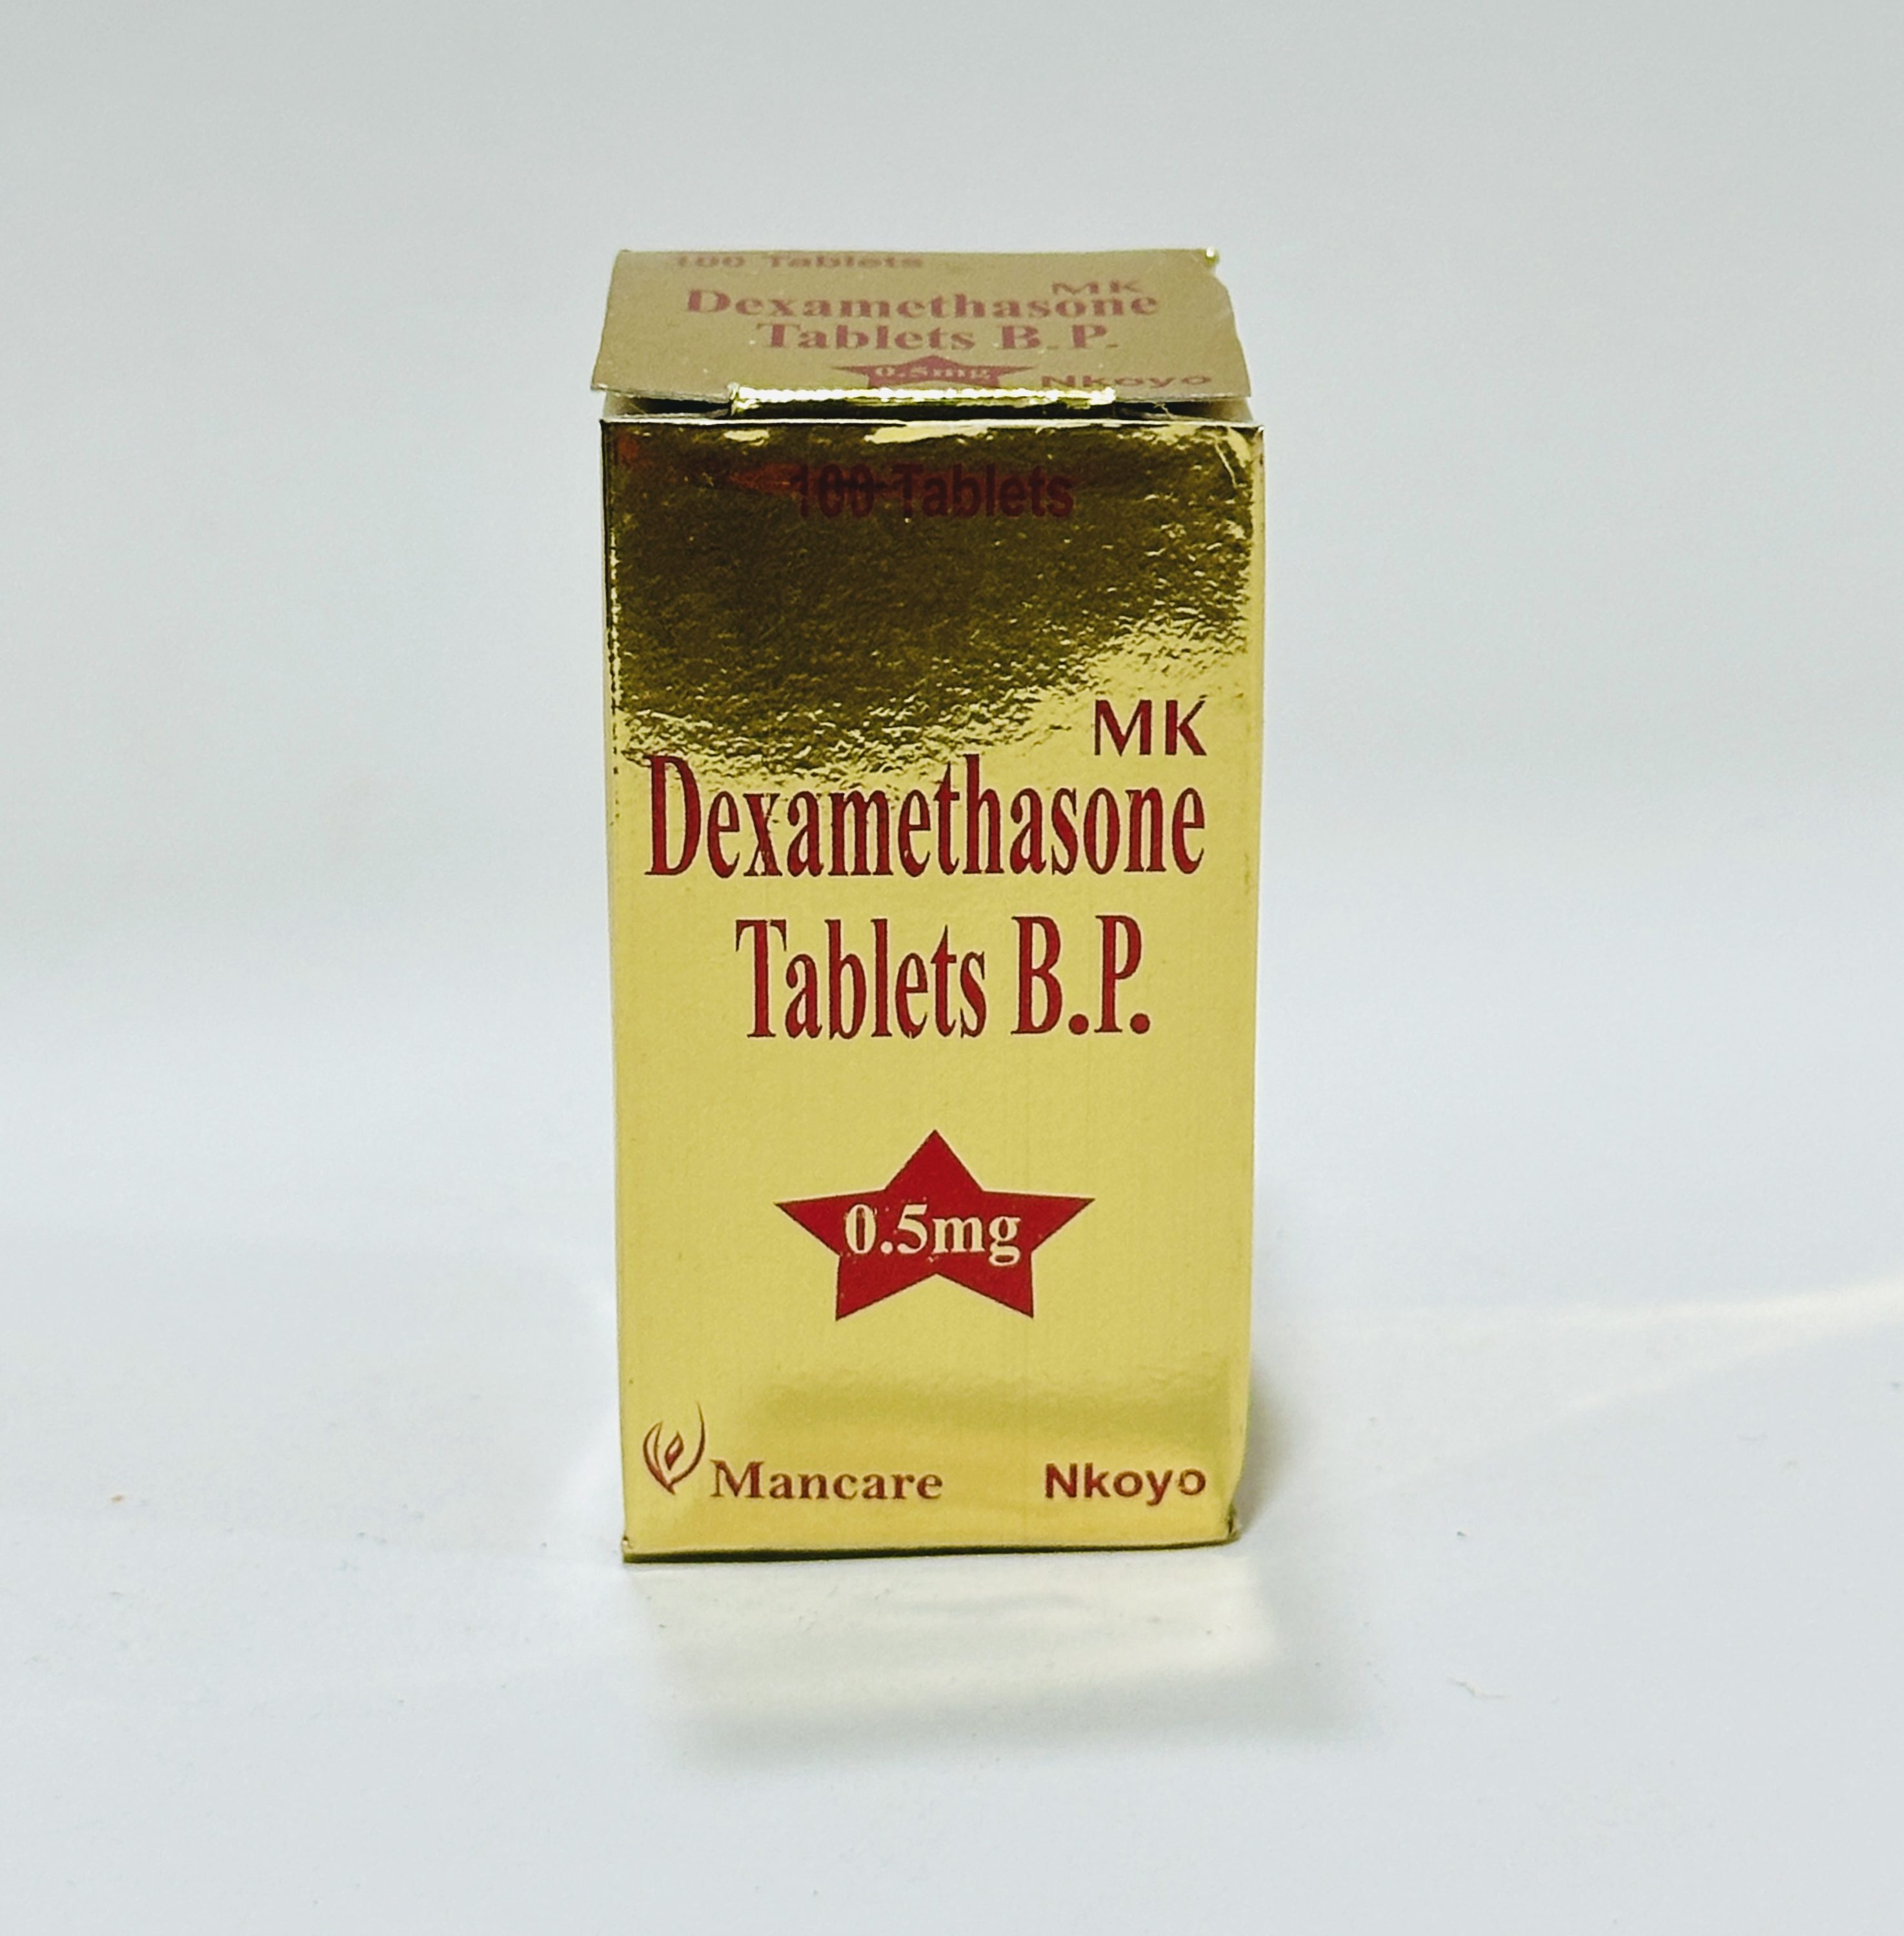 100 Tablets
MK
Dexamethasone
Tablets B.P.
0.5mg
Nkoyo
100 Tablets
MK
Dexamethasone
Tablets B.P.
0.5mg
Mancare
Nkoyo